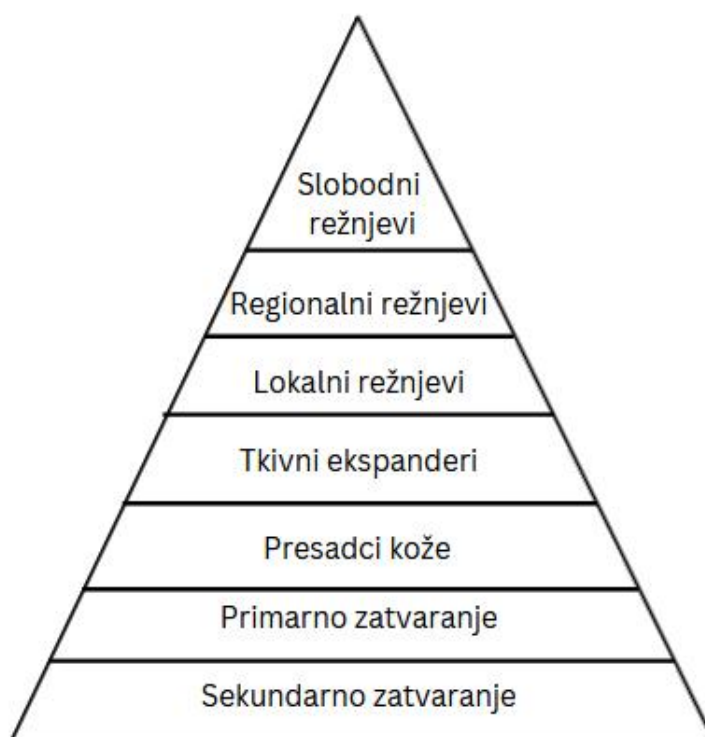 Slobodni
režnjevi
Regionalni režnjevi
Lokalni režnjevi
Tkivni ekspanderi
Presadci kože
Primarno zatvaranje
Sekundarno zatvaranje